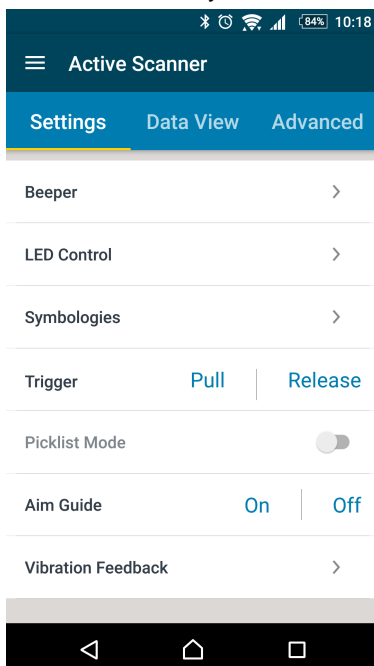 84% 10:18
Active Scanner
Settings Data View Advanced
Beeper
LED Control
Symbologies
Trigger Pull Release
Picklist Mode
Aim Guide On Off
Vibration Feedback